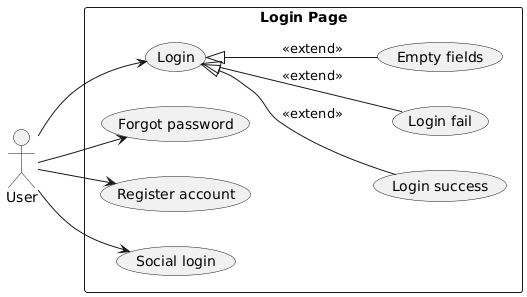 Login Page
Login
«extend»
Empty fields
«extend»
Login fail
«extend»
Forgot password
Login success
Register account
User
Social login